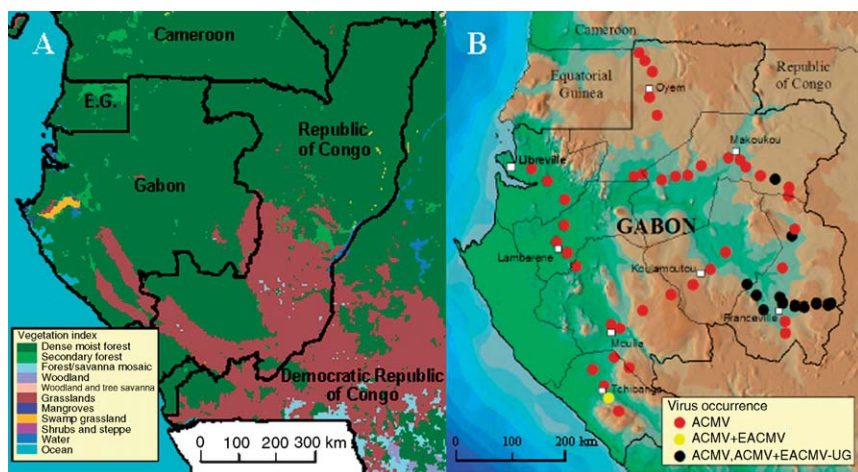 A
Cameroon
E.G.
Republic
of Congo
Gabon
Democratic Republic
of Congo
Vegetation index
Dense moist forest
Secondary forest
Forest/savanna mosaic
Woodland
Woodland and tree savanna
Grasslands
Mangroves
Swamp grassland
Shrubs and steppe
Water
Ocean
0 100 200 300 km
B
Cameroon
Equatorial
Guinea
Republic
of Congo
Oyem
Makoukou
Libreville
GABON
Lambarene
Koulamoutou
Franceville
Mouila
Tchibanga
0 100 200 km
Virus occurrence
ACMV
ACMV+EACMV
ACMV,ACMV+EACMV-UG